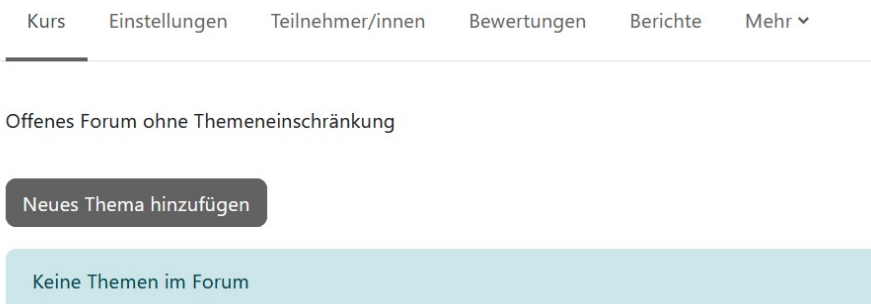 Kurs Einstellungen Teilnehmer/innen Bewertungen Berichte Mehr
Offenes Forum ohne Themeneinschränkung
Neues Thema hinzufügen
Keine Themen im Forum